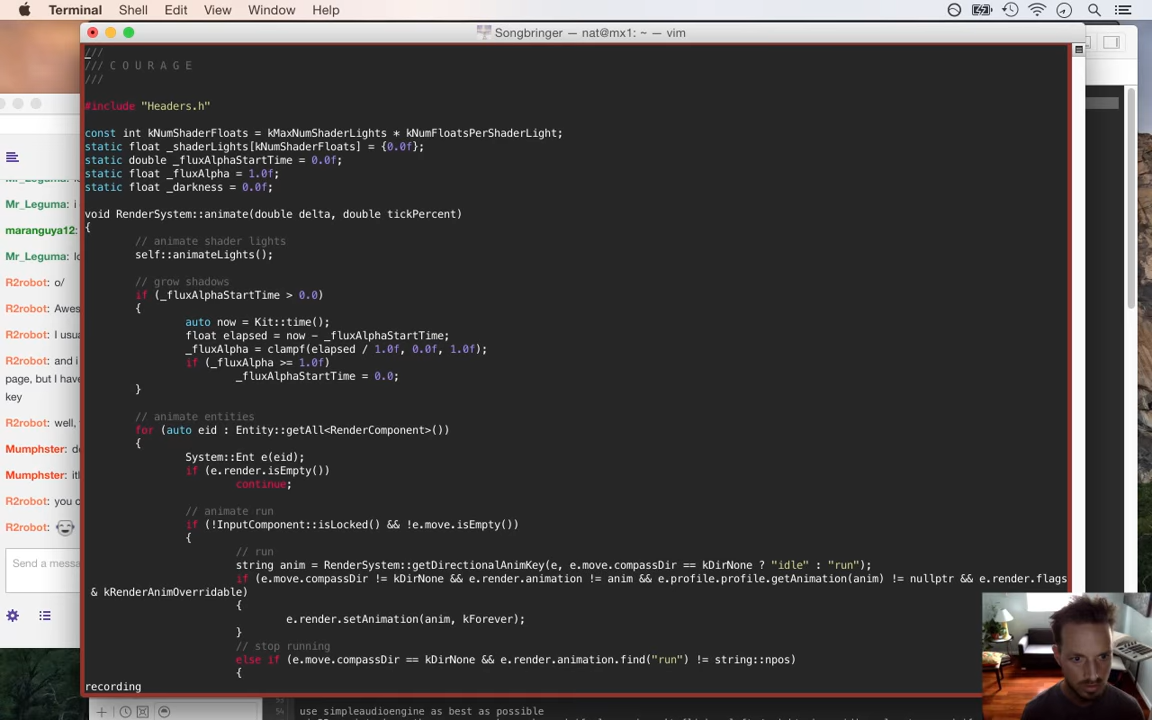 Terminal Shell Edit View Window Help
Songbringer — nat@mx1: ~ — vim
///
/// C O U R A G E
///
#include "Headers.h"
const int kNumShaderFloats = kMaxNumShaderLights * kNumFloatsPerShaderLight;
static float _shaderLights[kNumShaderFloats] = {0.0f};
static double _fluxAlphaStartTime = 0.0f;
static float _fluxAlpha = 1.0f;
static float _darkness = 0.0f;
void RenderSystem::animate(double delta, double tickPercent)
{
// animate shader lights
self::animateLights();
// grow shadows
if (_fluxAlphaStartTime > 0.0)
{
auto now = Kit::time();
float elapsed = now - _fluxAlphaStartTime;
_fluxAlpha = clampf(elapsed / 1.0f, 0.0f, 1.0f);
if (_fluxAlpha >= 1.0f)
_fluxAlphaStartTime = 0.0;
}
// animate entities
for (auto eid : Entity::getAll<RenderComponent>())
{
System::Ent e(eid);
if (e.render.isEmpty())
continue;
// animate run
if (!InputComponent::isLocked() && !e.move.isEmpty())
{
// run
string anim = RenderSystem::getDirectionalAnimKey(e, e.move.compassDir == kDirNone ? "idle" : "run");
if (e.move.compassDir != kDirNone && e.render.animation != anim && e.profile.profile.getAnimation(anim) != nullptr && e.render.flags
& kRenderAnimOverridable)
{
e.render.setAnimation(anim, kForever);
}
// stop running
else if (e.move.compassDir == kDirNone && e.render.animation.find("run") != string::npos)
{
recording
Mr_Leguma:
Mr_Leguma: i
maranguya12:
Mr_Leguma: lo
R2robot: o/
R2robot: Awes
R2robot: I usua
R2robot: and i
page, but I have
key
R2robot: well,
Mumphster: de
Mumphster: it
R2robot: you c
R2robot:
Send a messa
54 use simpleaudioengine as best as possible